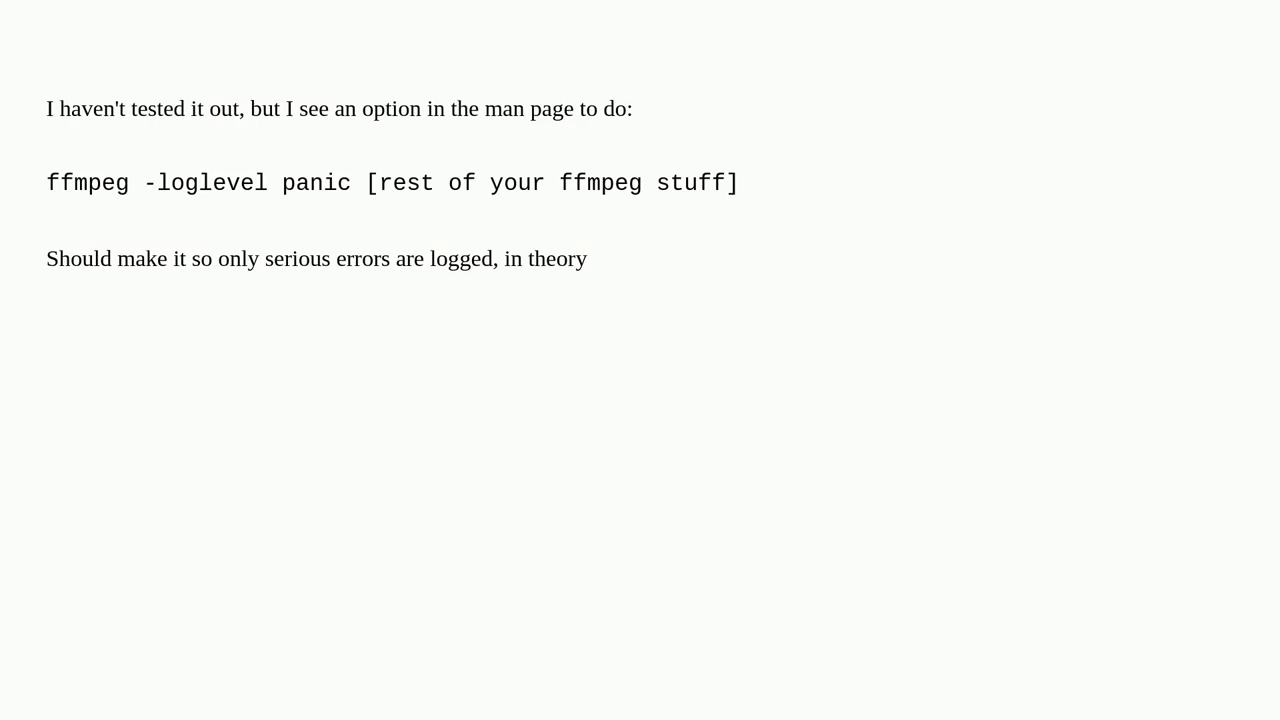 I haven't tested it out, but I see an option in the man page to do:
ffmpeg -loglevel panic [rest of your ffmpeg stuff]
Should make it so only serious errors are logged, in theory